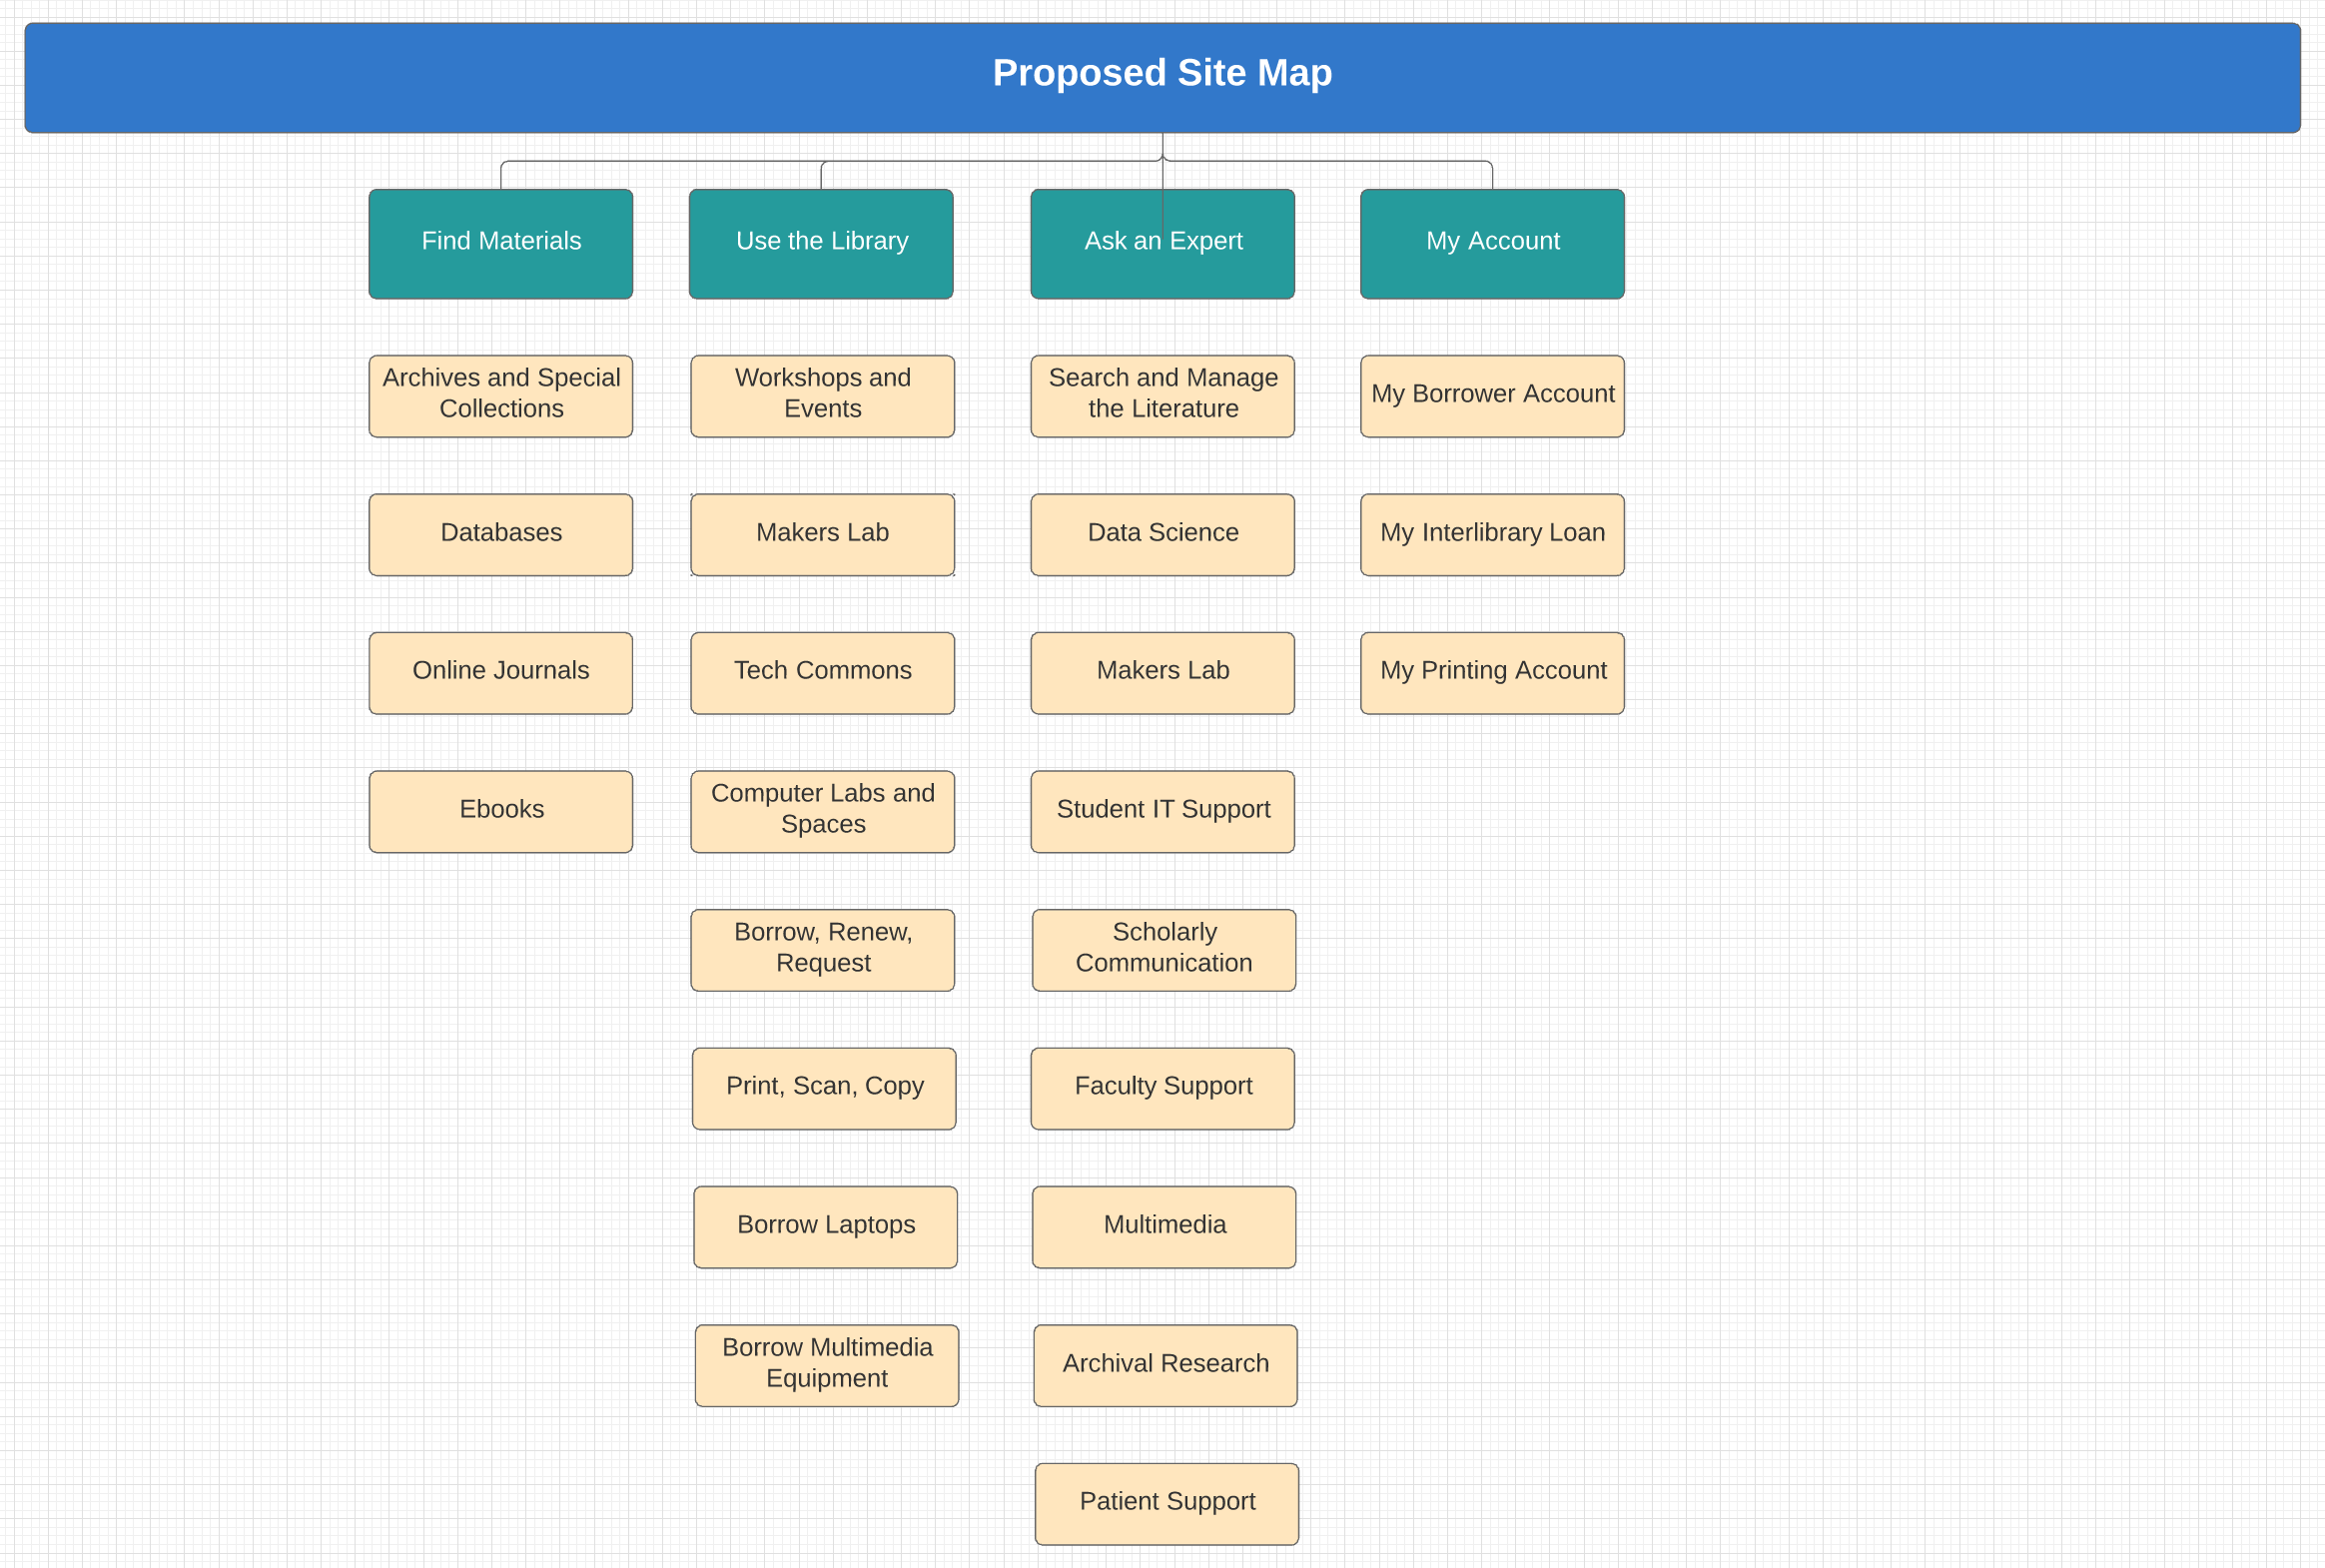 Proposed Site Map
Find Materials
Use the Library
Ask an Expert
My Account
Archives and Special
Collections
Databases
Online Journals
Ebooks
Workshops and
Events
Makers Lab
Tech Commons
Computer Labs and
Spaces
Borrow, Renew,
Request
Print, Scan, Copy
Borrow Laptops
Borrow Multimedia
Equipment
Search and Manage
the Literature
Data Science
Makers Lab
Student IT Support
Scholarly
Communication
Faculty Support
Multimedia
Archival Research
Patient Support
My Borrower Account
My Interlibrary Loan
My Printing Account